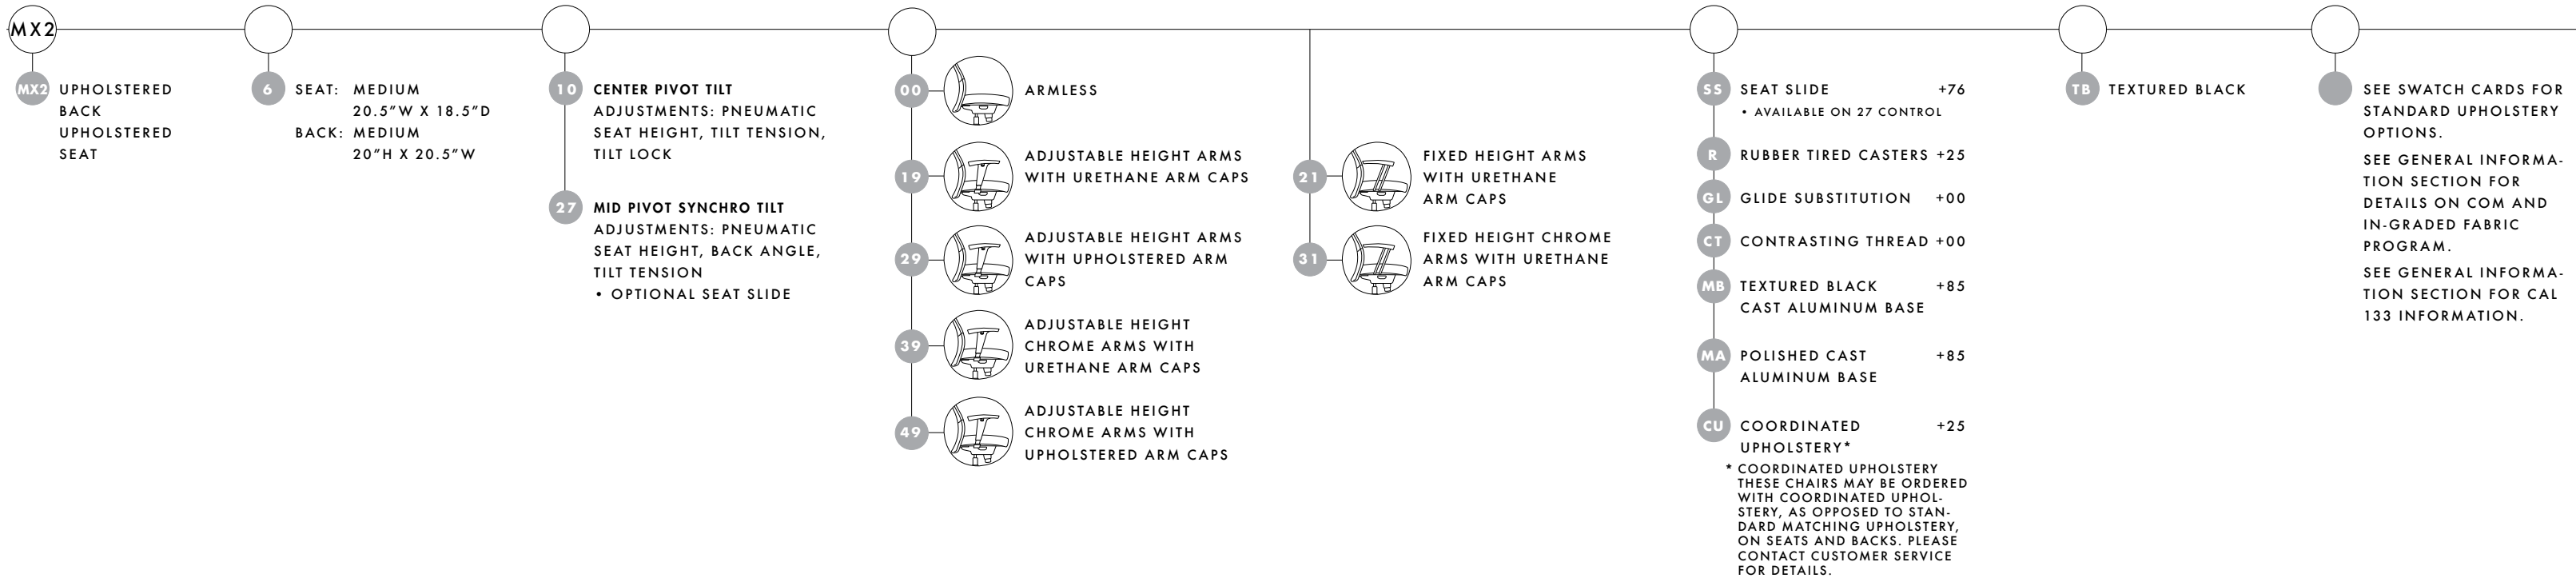 MX2
MX2 UPHOLSTERED
BACK
UPHOLSTERED
SEAT
6 SEAT: MEDIUM
20.5"W X 18.5"D
BACK: MEDIUM
20"H X 20.5"W
10 CENTER PIVOT TILT
ADJUSTMENTS: PNEUMATIC
SEAT HEIGHT, TILT TENSION,
TILT LOCK
27 MID PIVOT SYNCHRO TILT
ADJUSTMENTS: PNEUMATIC
SEAT HEIGHT, BACK ANGLE,
TILT TENSION
• OPTIONAL SEAT SLIDE
00 ARMLESS
19 ADJUSTABLE HEIGHT ARMS
WITH URETHANE ARM CAPS
29 ADJUSTABLE HEIGHT ARMS
WITH UPHOLSTERED ARM
CAPS
39 ADJUSTABLE HEIGHT
CHROME ARMS WITH
URETHANE ARM CAPS
49 ADJUSTABLE HEIGHT
CHROME ARMS WITH
UPHOLSTERED ARM CAPS
21 FIXED HEIGHT ARMS
WITH URETHANE
ARM CAPS
31 FIXED HEIGHT CHROME
ARMS WITH URETHANE
ARM CAPS
SS SEAT SLIDE +76
• AVAILABLE ON 27 CONTROL
R RUBBER TIRED CASTERS +25
GL GLIDE SUBSTITUTION +00
CT CONTRASTING THREAD +00
MB TEXTURED BLACK +85
CAST ALUMINUM BASE
MA POLISHED CAST +85
ALUMINUM BASE
CU COORDINATED +25
UPHOLSTERY*
* COORDINATED UPHOLSTERY
THESE CHAIRS MAY BE ORDERED
WITH COORDINATED UPHOL-
STERY, AS OPPOSED TO STAN-
DARD MATCHING UPHOLSTERY,
ON SEATS AND BACKS. PLEASE
CONTACT CUSTOMER SERVICE
FOR DETAILS.
TB TEXTURED BLACK
SEE SWATCH CARDS FOR
STANDARD UPHOLSTERY
OPTIONS.
SEE GENERAL INFORMA-
TION SECTION FOR
DETAILS ON COM AND
IN-GRADED FABRIC
PROGRAM.
SEE GENERAL INFORMA-
TION SECTION FOR CAL
133 INFORMATION.